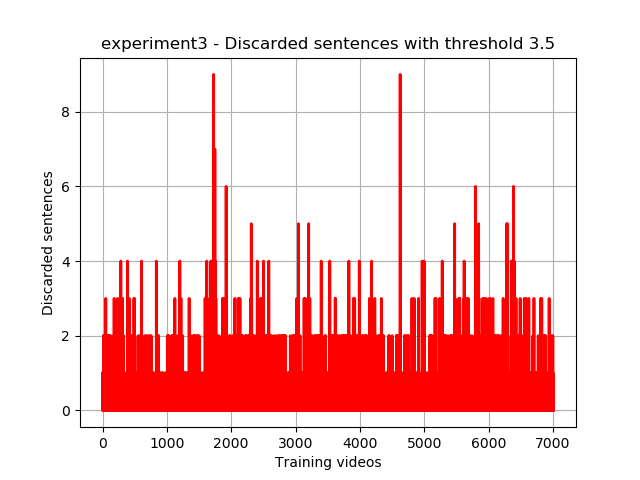 experiment3 - Discarded sentences with threshold 3.5
Discarded sentences
8
6
4
2
0
0 1000 2000 3000 4000 5000 6000 7000
Training videos